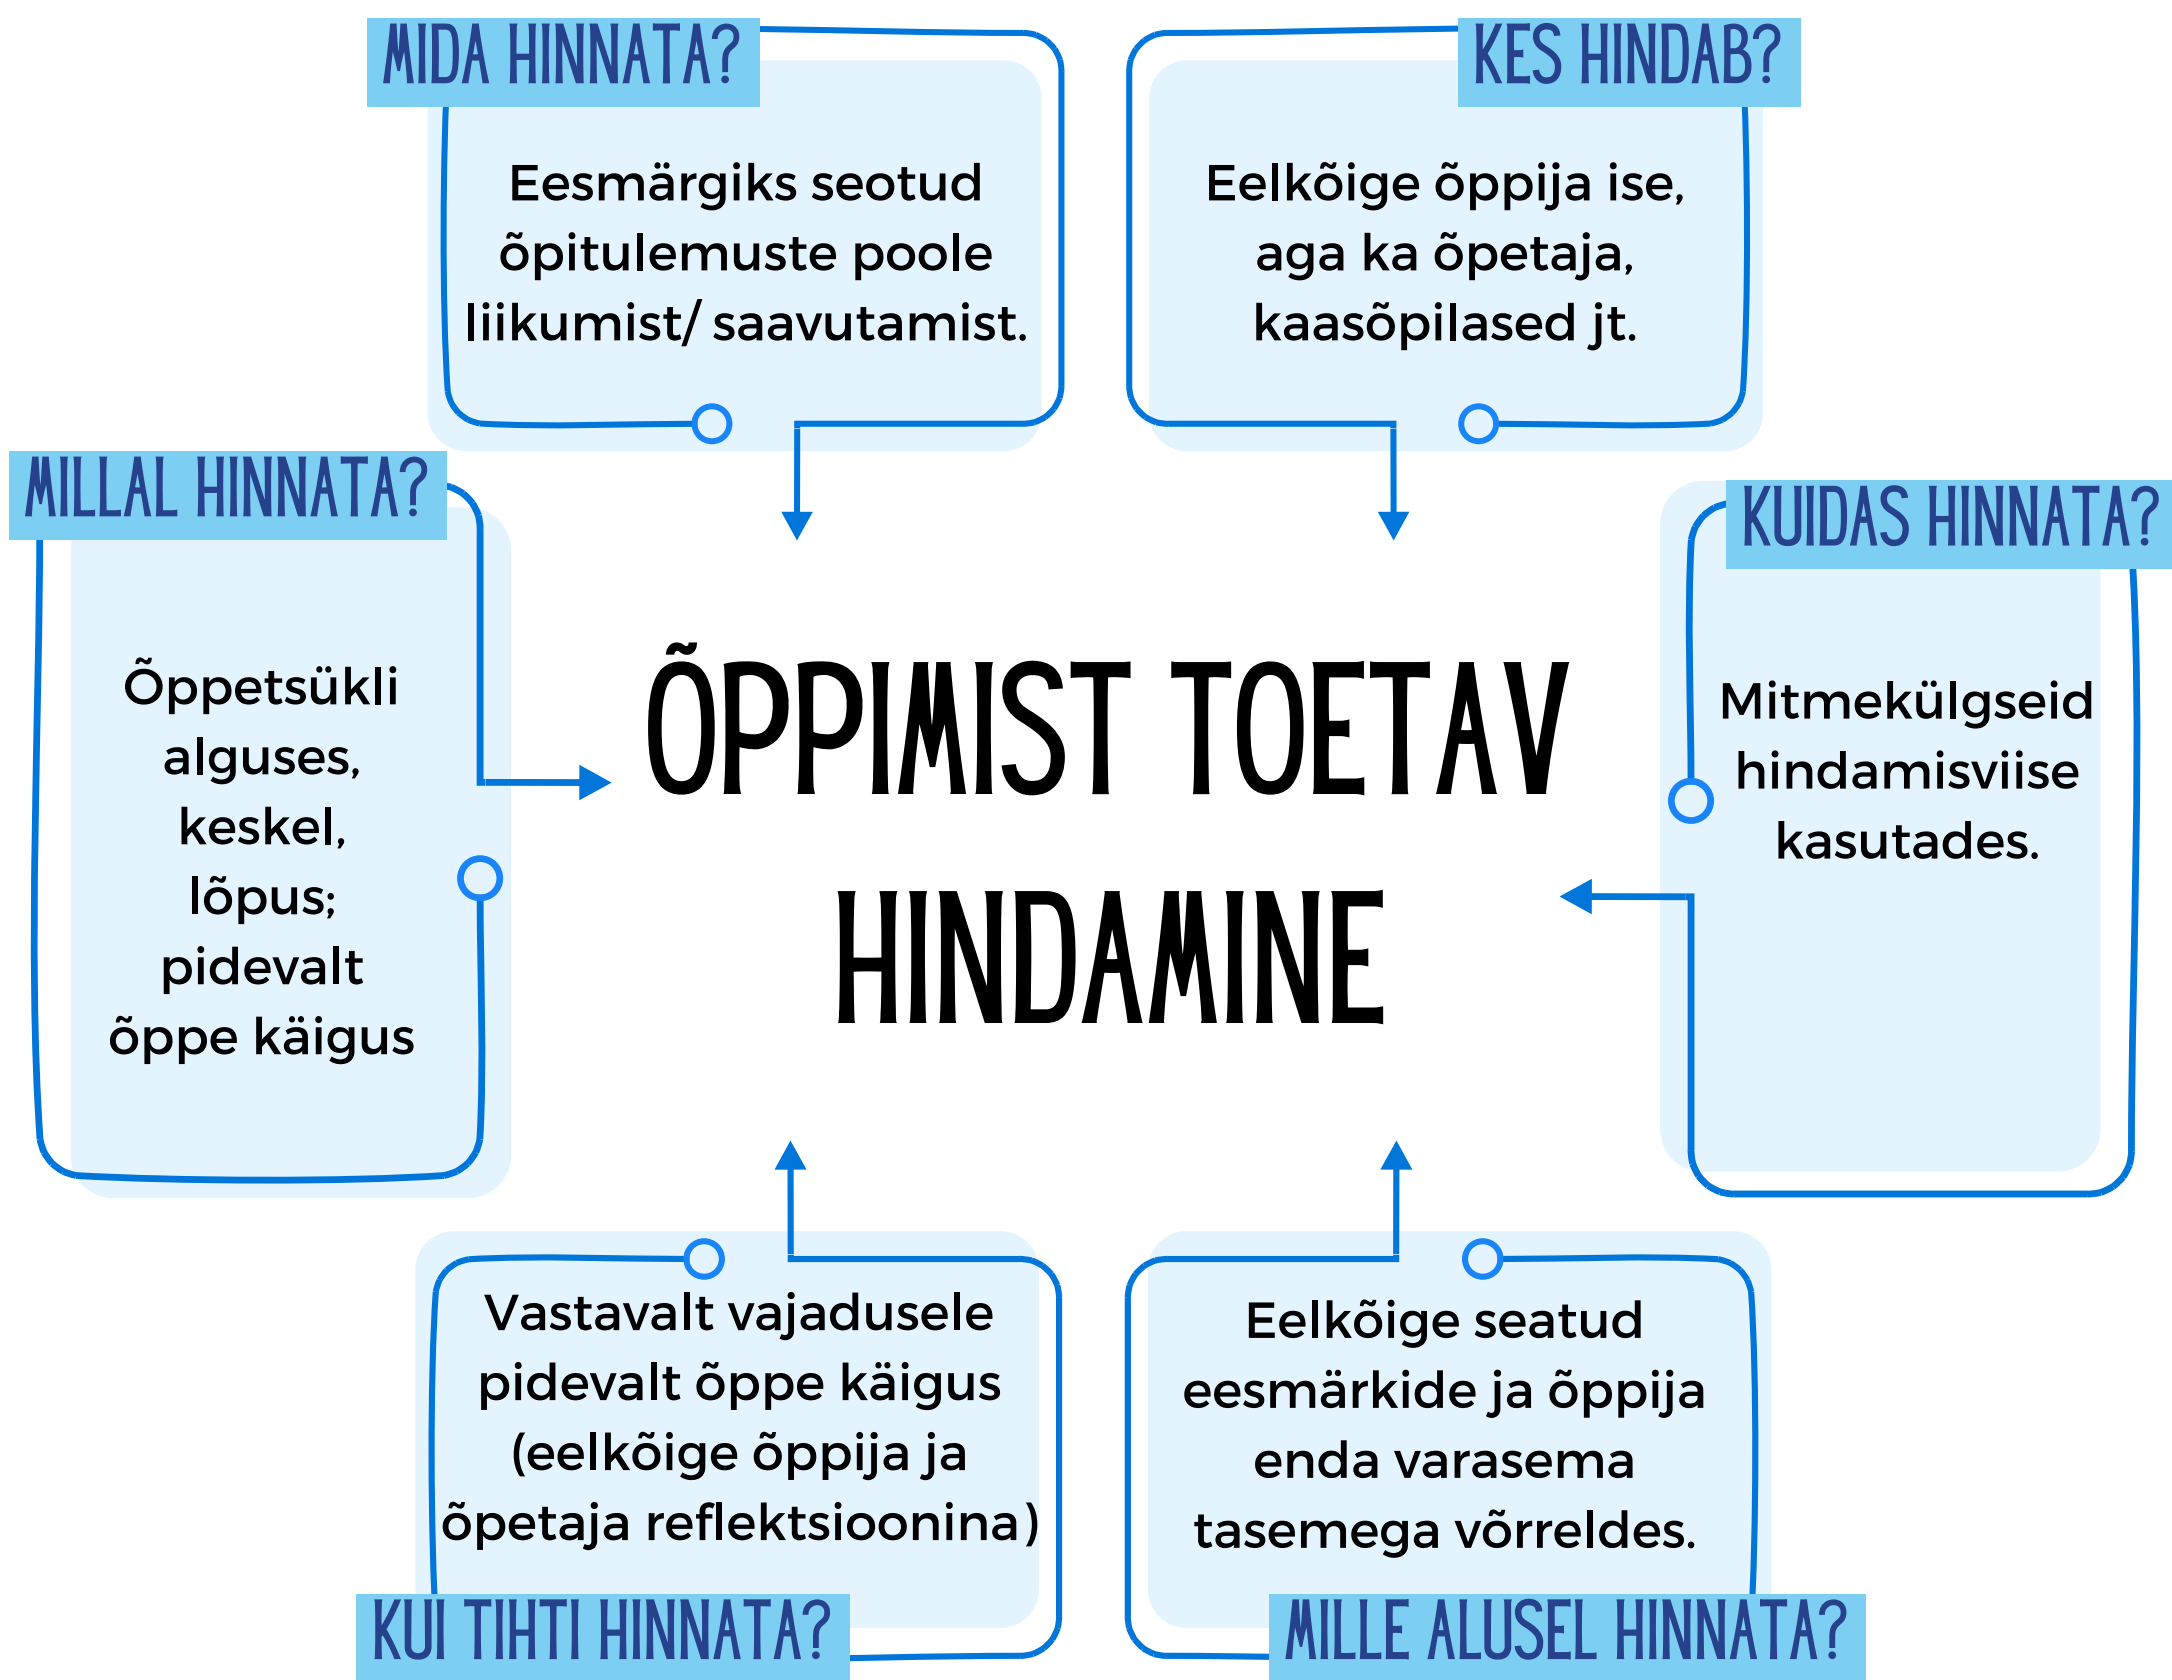 MIDA HINNATA?
Eesmärgiks seotud
õpitulemuste poole
liikumist/ saavutamist.
KES HINDAB?
Eelkõige õppija ise,
aga ka õpetaja,
kaasõpilased jt.
MILLAL HINNATA?
Õppetsükli
alguses,
keskel,
lõpus;
pidevalt
õppe käigus
ÕPPIMIST TOETAV
HINDAMINE
KUIDAS HINNATA?
Mitmekülgseid
hindamisviise
kasutades.
Vastavalt vajadusele
pidevalt õppe käigus
(eelkõige õppija ja
õpetaja reflektsioonina)
KUI TIHTI HINNATA?
Eelkõige seatud
eesmärkide ja õppija
enda varasema
tasemega võrreldes.
MILLE ALUSEL HINNATA?